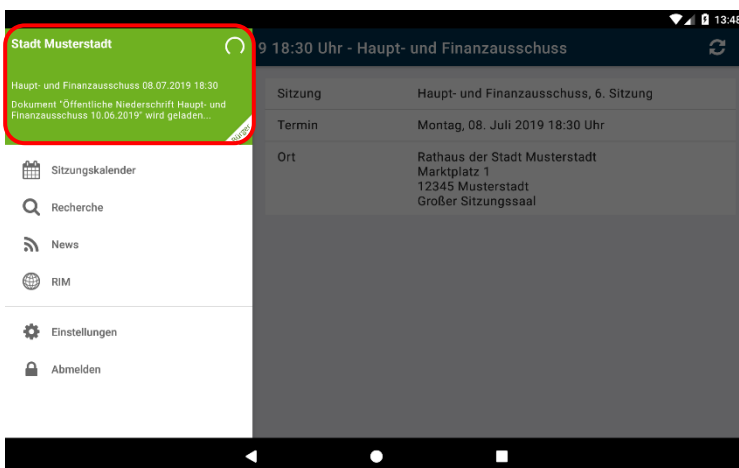 13:48
Stadt Musterstadt
9 18:30 Uhr - Haupt- und Finanzausschuss
Haupt- und Finanzausschuss 08.07.2019 18:30
Dokument "Öffentliche Niederschrift Haupt- und
Finanzausschuss 10.06.2019" wird geladen...
Bürger
Sitzungskalender
Recherche
News
RIM
Einstellungen
Abmelden
Sitzung Haupt- und Finanzausschuss, 6. Sitzung
Termin Montag, 08. Juli 2019 18:30 Uhr
Ort Rathaus der Stadt Musterstadt
Marktplatz 1
12345 Musterstadt
Großer Sitzungssaal